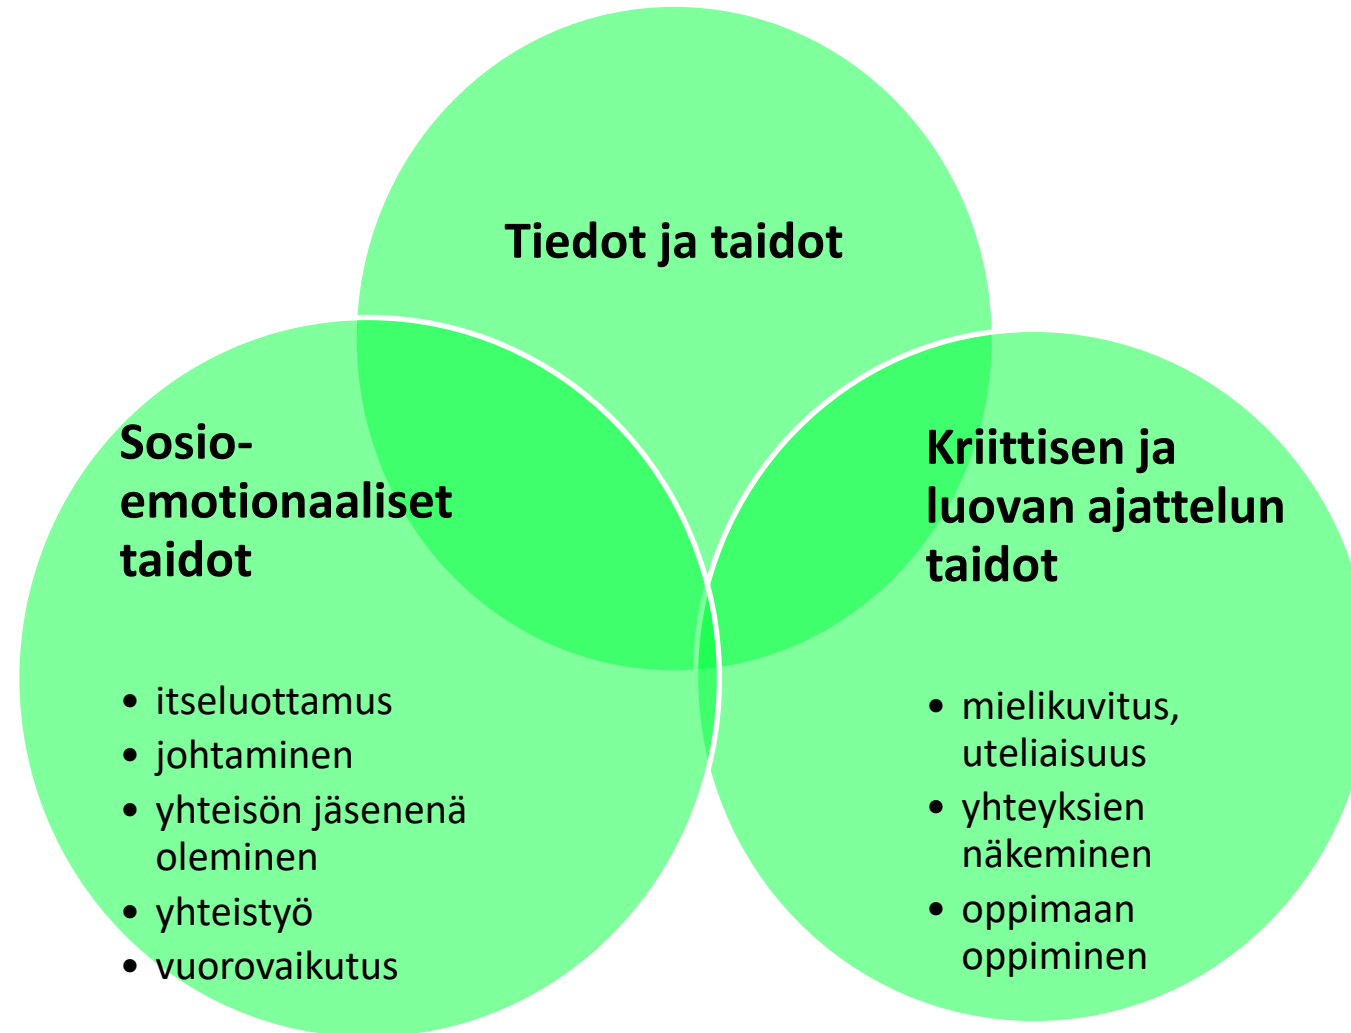 Tiedot ja taidot
Sosio-
emotionaaliset
taidot
• itseluottamus
• johtaminen
• yhteisön jäsenenä
oleminen
• yhteistyö
• vuorovaikutus
Kriittisen ja
luovan ajattelun
taidot
• mielikuvitus,
uteliaisuus
• yhteyksien
näkeminen
• oppimaan
oppiminen